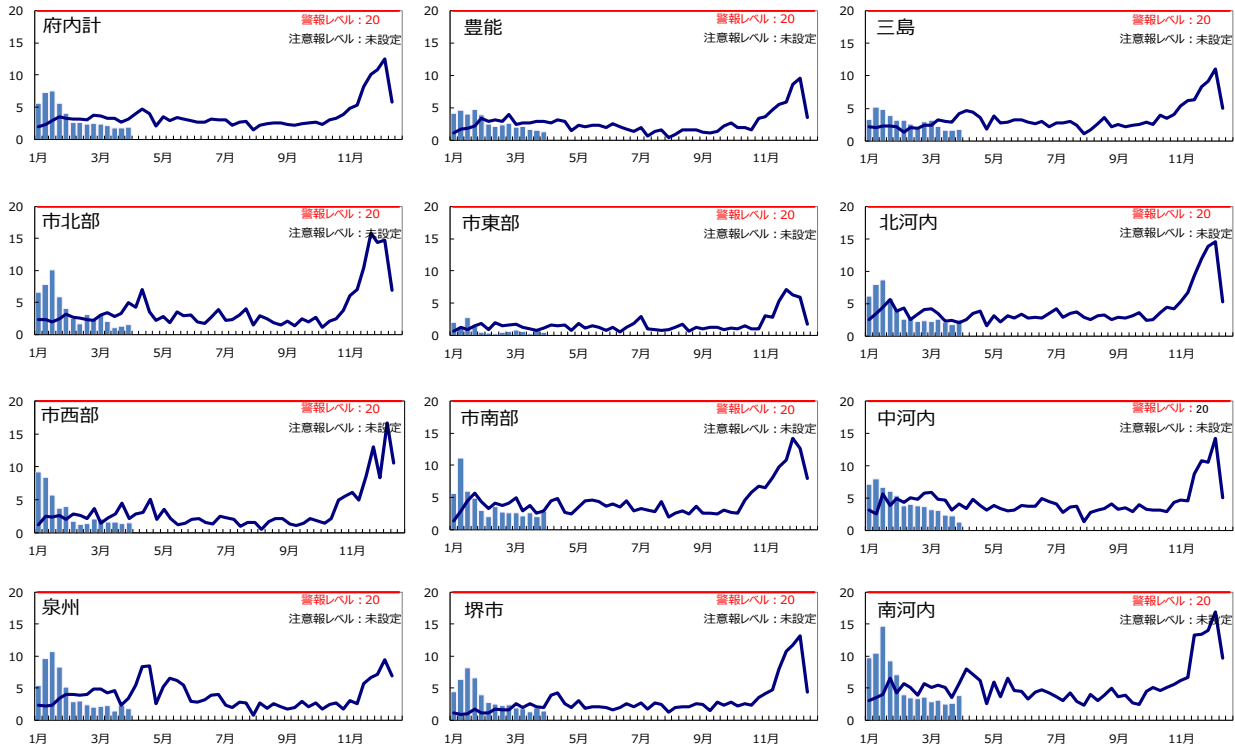 20
15
10
5
0
府内計
警報レベル：20
注意報レベル：未設定
1月 3月 5月 7月 9月 11月
20
15
10
5
0
豊能
警報レベル：20
注意報レベル：未設定
1月 3月 5月 7月 9月 11月
20
15
10
5
0
三島
警報レベル：20
注意報レベル：未設定
1月 3月 5月 7月 9月 11月
20
15
10
5
0
市北部
警報レベル：20
注意報レベル：未設定
1月 3月 5月 7月 9月 11月
20
15
10
5
0
市東部
警報レベル：20
注意報レベル：未設定
1月 3月 5月 7月 9月 11月
20
15
10
5
0
北河内
警報レベル：20
注意報レベル：未設定
1月 3月 5月 7月 9月 11月
20
15
10
5
0
市西部
警報レベル：20
注意報レベル：未設定
1月 3月 5月 7月 9月 11月
20
15
10
5
0
市南部
警報レベル：20
注意報レベル：未設定
1月 3月 5月 7月 9月 11月
20
15
10
5
0
中河内
警報レベル：20
注意報レベル：未設定
1月 3月 5月 7月 9月 11月
20
15
10
5
0
泉州
警報レベル：20
注意報レベル：未設定
1月 3月 5月 7月 9月 11月
20
15
10
5
0
堺市
警報レベル：20
注意報レベル：未設定
1月 3月 5月 7月 9月 11月
20
15
10
5
0
南河内
警報レベル：20
注意報レベル：未設定
1月 3月 5月 7月 9月 11月